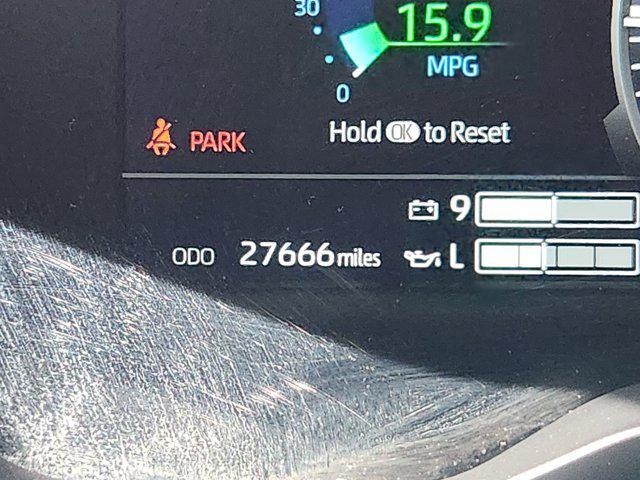 30
15.9
MPG
0
Hold OK to Reset
PARK
9
ODO 27666 miles
L